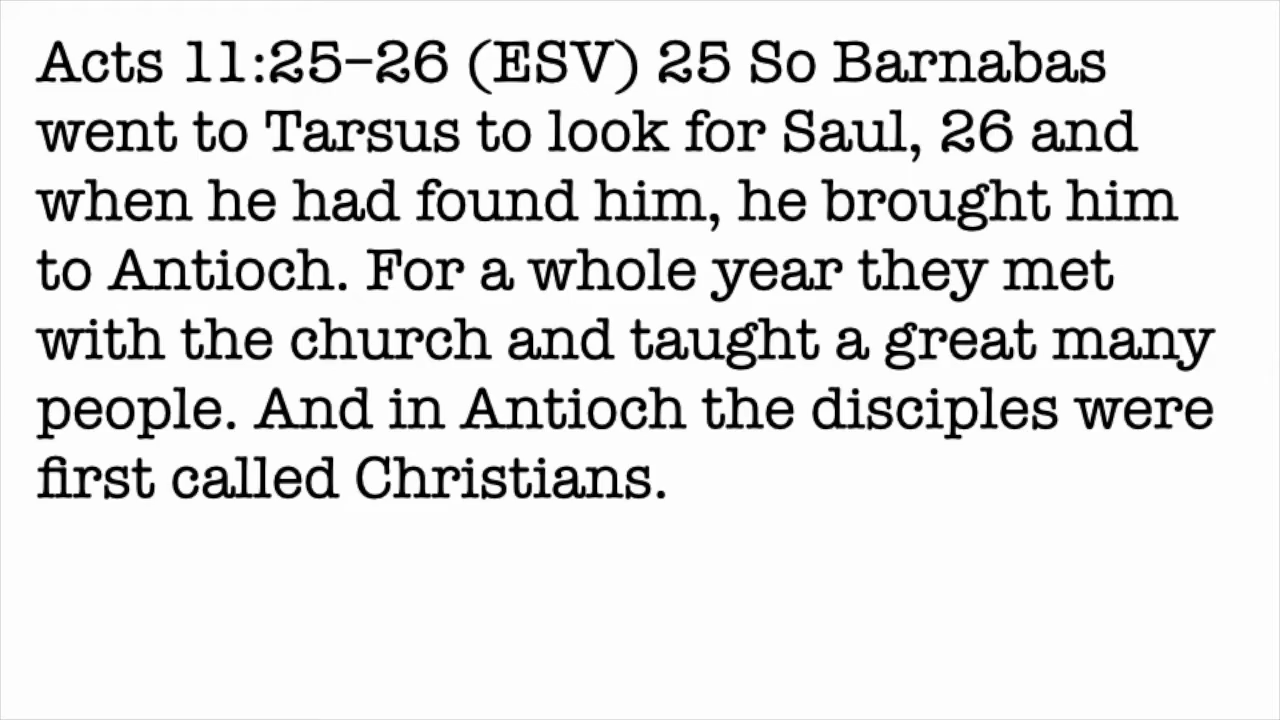 Acts 11:25–26 (ESV) 25 So Barnabas
went to Tarsus to look for Saul, 26 and
when he had found him, he brought him
to Antioch. For a whole year they met
with the church and taught a great many
people. And in Antioch the disciples were
first called Christians.